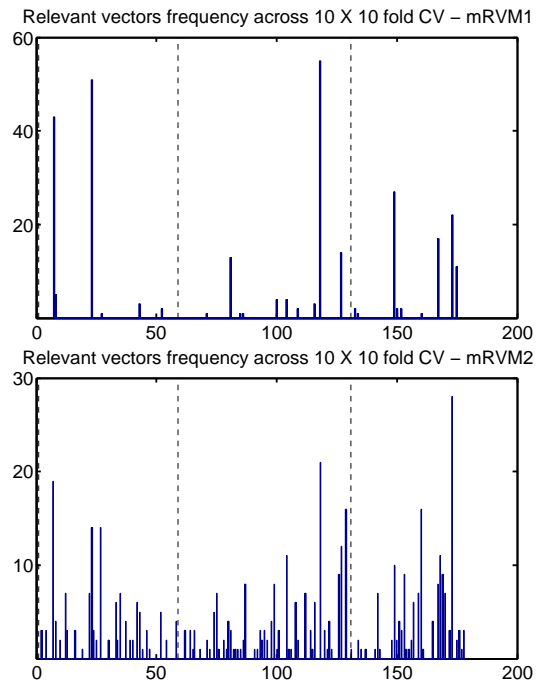 Relevant vectors frequency across 10 X 10 fold CV − mRVM1
60
40
20
0 50 100 150 200
Relevant vectors frequency across 10 X 10 fold CV − mRVM2
30
20
10
0 50 100 150 200